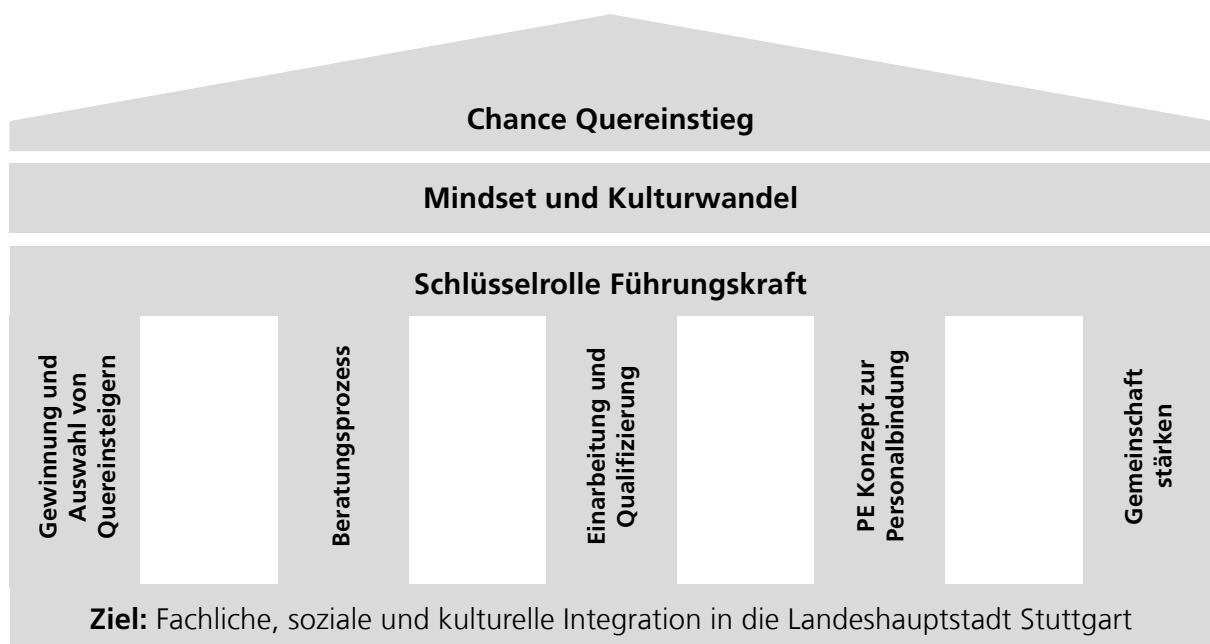 Chance Quereinstieg
Mindset und Kulturwandel
Schlüsselrolle Führungskraft
Gewinnung und
Auswahl von
Quereinsteigern
Beratungsprozess
Einarbeitung und
Qualifizierung
PE Konzept zur
Personalbindung
Gemeinschaft
stärken
Ziel: Fachliche, soziale und kulturelle Integration in die Landeshauptstadt Stuttgart